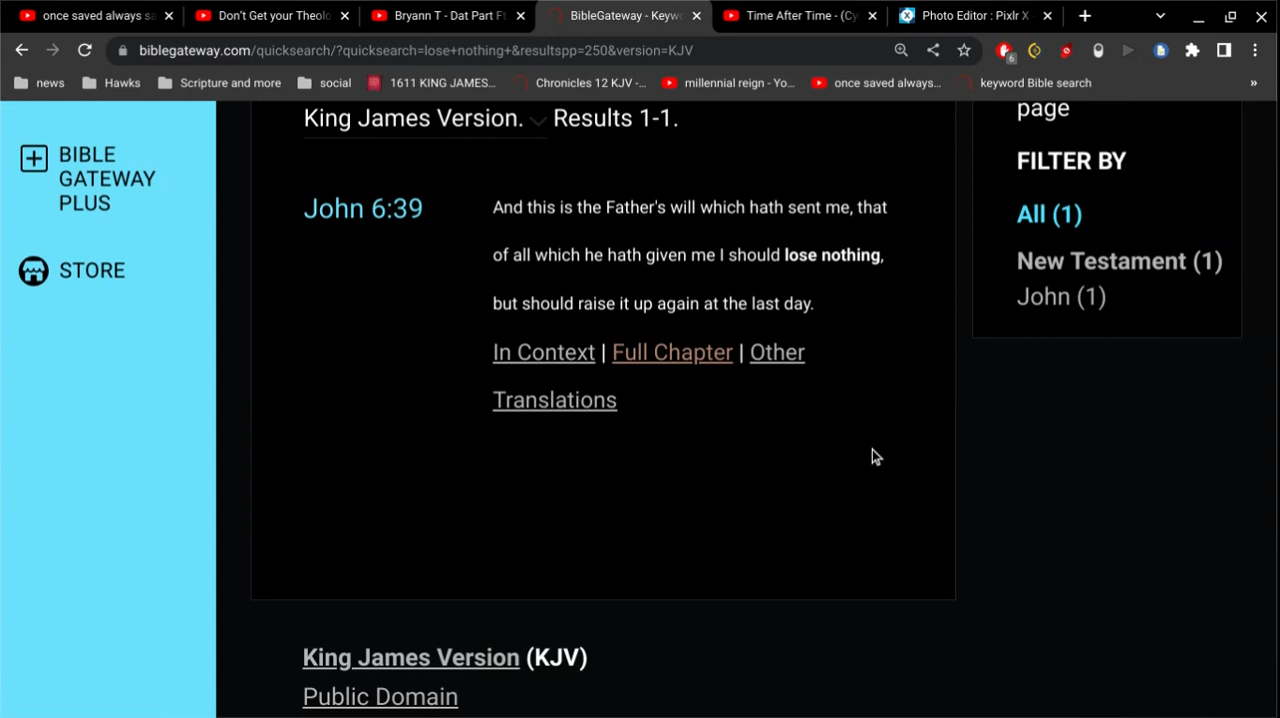 once saved always sa
Don't Get your Theolo
Bryann T - Dat Part Ft
BibleGateway - Keywo
Time After Time - (Cy
Photo Editor : Pixlr X
biblegateway.com/quicksearch/?quicksearch=lose+nothing+&resultspp=250&version=KJV
6
news
Hawks
Scripture and more
social
1611 KING JAMES...
Chronicles 12 KJV -...
millennial reign - Yo...
once saved always...
keyword Bible search
»
BIBLE
GATEWAY
PLUS
STORE
King James Version. Results 1-1.
John 6:39
And this is the Father's will which hath sent me, that
of all which he hath given me I should lose nothing,
but should raise it up again at the last day.
In Context | Full Chapter | Other
Translations
page
FILTER BY
All (1)
New Testament (1)
John (1)
King James Version (KJV)
Public Domain